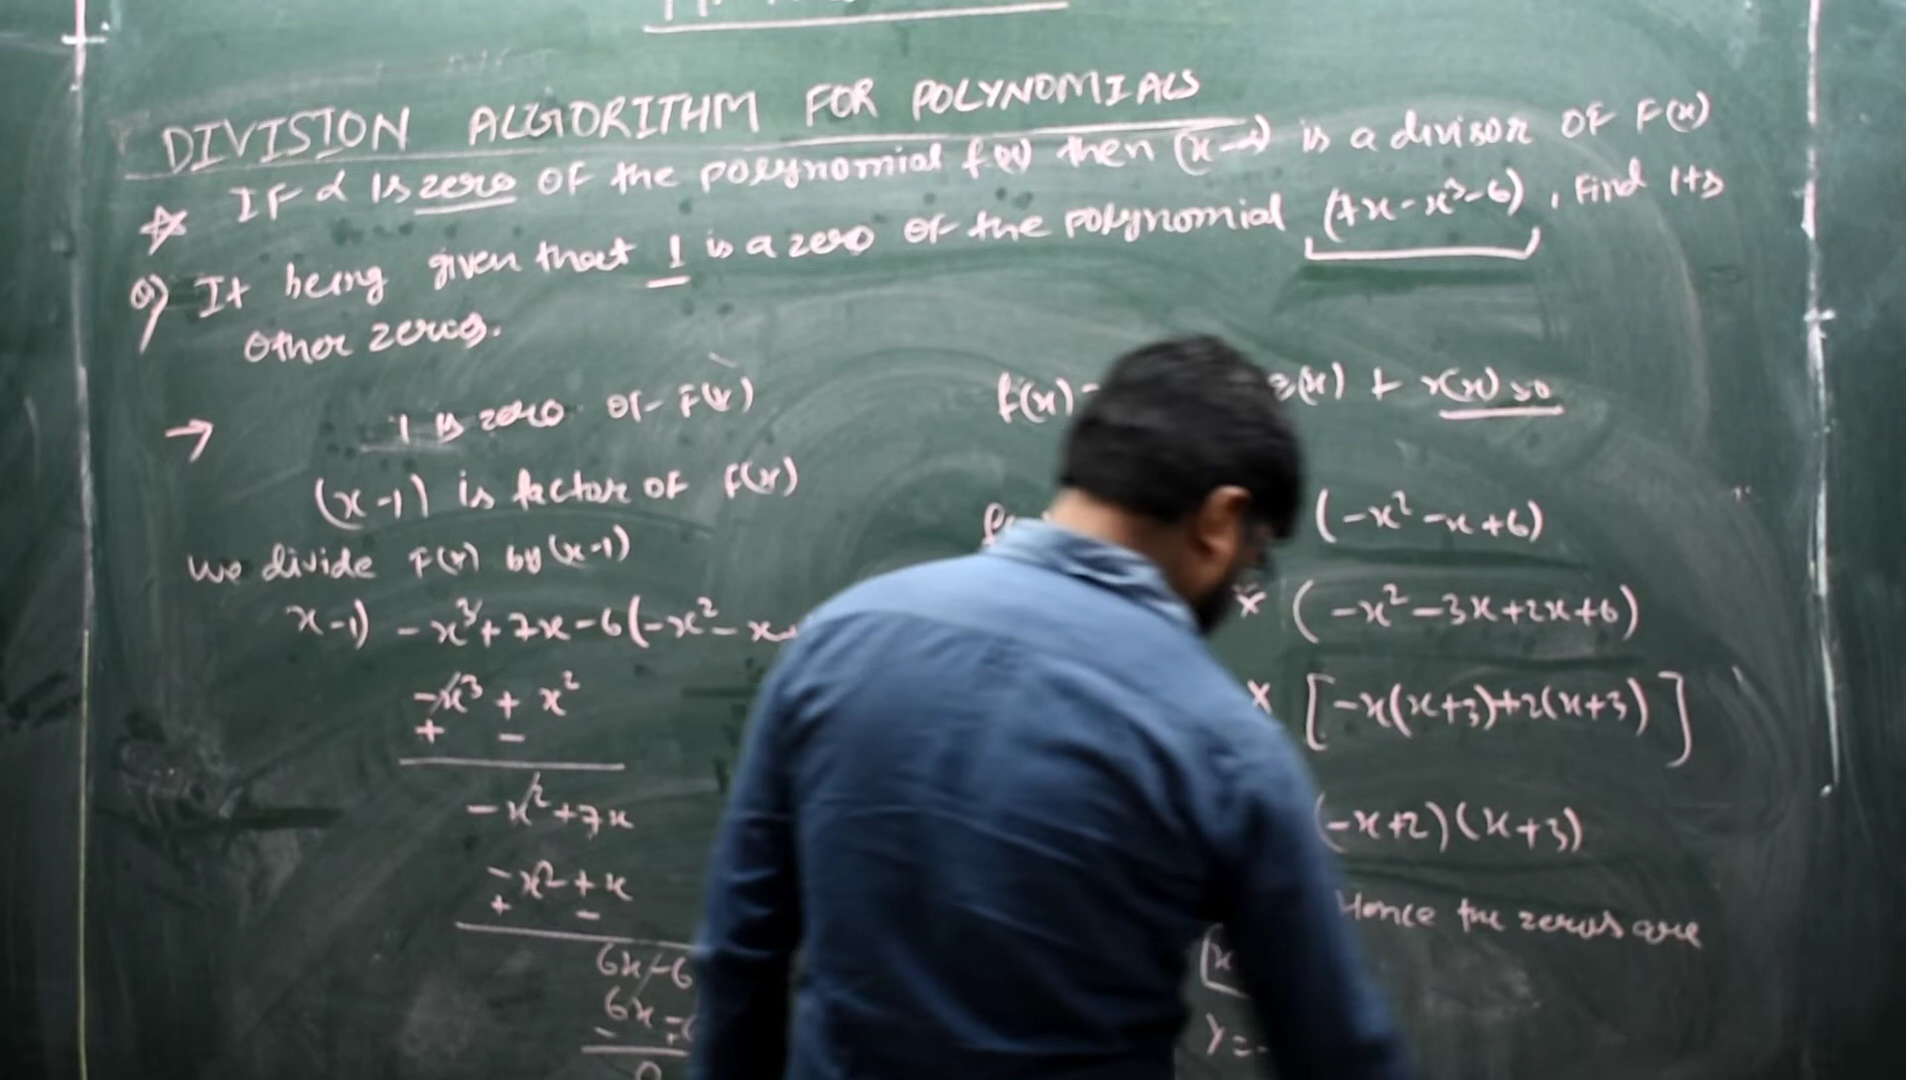 DIVISION ALGORITHM FOR POLYNOMIALS
If α is zero of the polynomial f(x) then (x-α) is a divisor of F(x)
Q) It being given that 1 is a zero of the polynomial (7x-x³-6), Find its
other zeros.
→ 1 is zero of F(x)
(x-1) is factor of f(x)
We divide F(x) by (x-1)
x-1) -x³+7x-6(-x²-x
-x³ + x²
+ -
-x²+7x
-x²+x
+ -
6x-6
6x-6
- +
0
f(x) (x) + r(x) so
(-x²-x+6)
x (-x²-3x+2x+6)
x [-x(x+3)+2(x+3)]
(-x+2)(x+3)
Hence the zeros are
(x